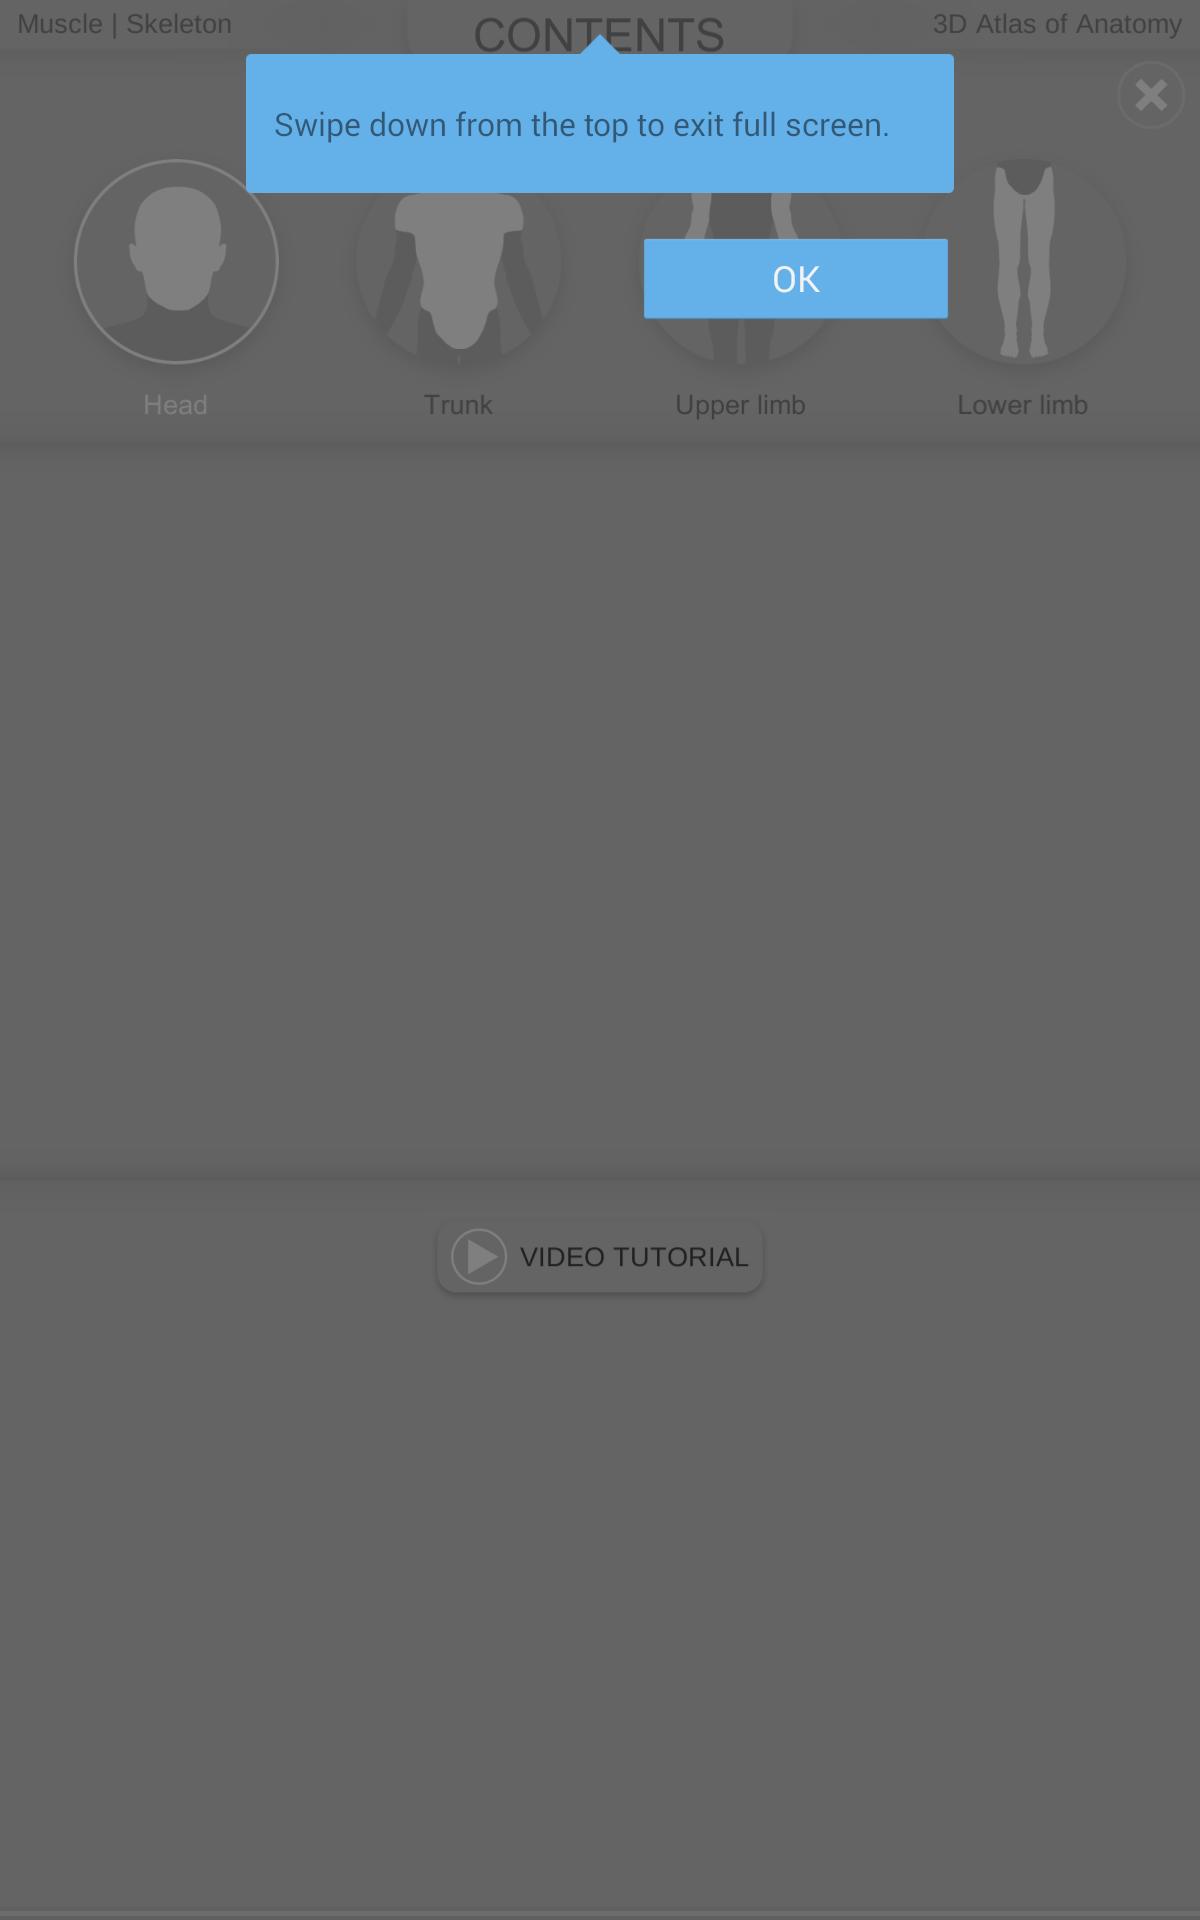 Muscle | Skeleton
CONTENTS
3D Atlas of Anatomy
Swipe down from the top to exit full screen.
OK
Head
Trunk
Upper limb
Lower limb
VIDEO TUTORIAL